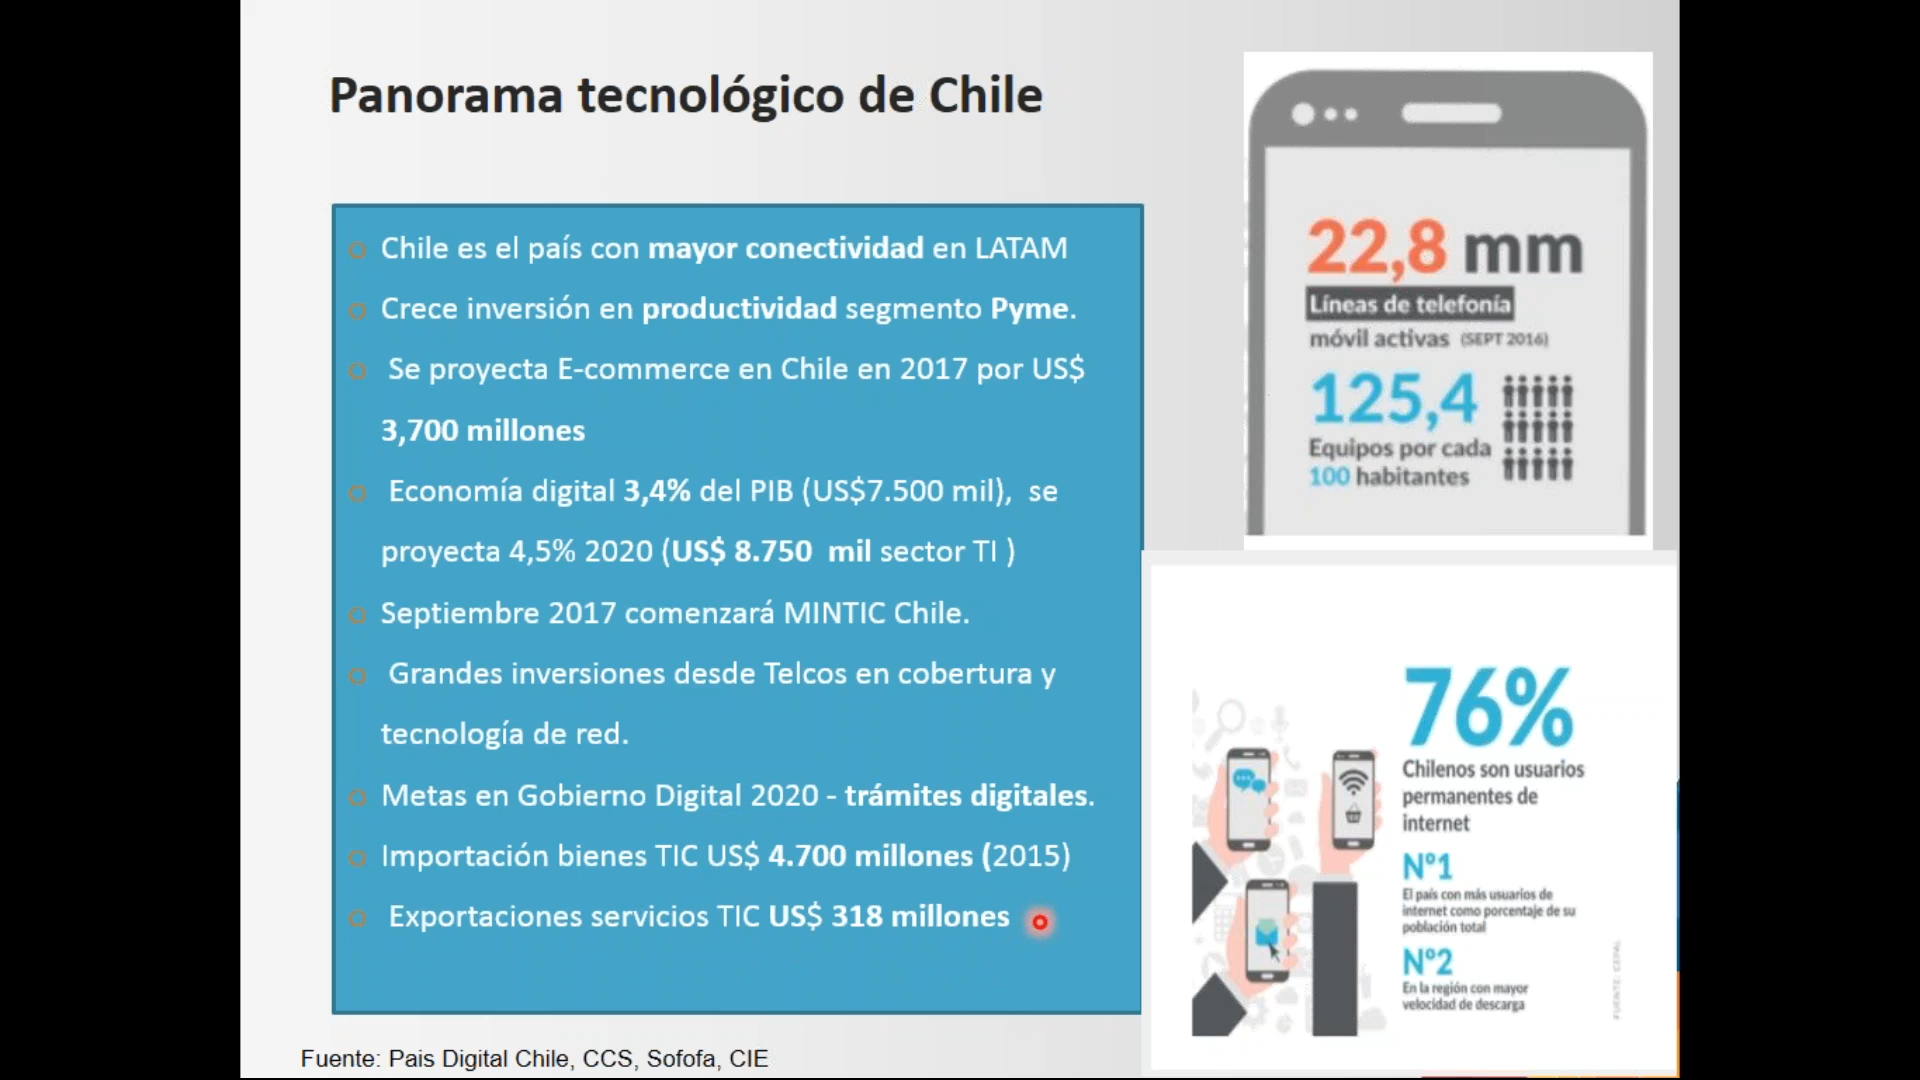 Panorama tecnológico de Chile
Chile es el país con mayor conectividad en LATAM
Crece inversión en productividad segmento Pyme.
Se proyecta E-commerce en Chile en 2017 por US$
3,700 millones
Economía digital 3,4% del PIB (US$7.500 mil), se
proyecta 4,5% 2020 (US$ 8.750 mil sector TI )
Septiembre 2017 comenzará MINTIC Chile.
Grandes inversiones desde Telcos en cobertura y
tecnología de red.
Metas en Gobierno Digital 2020 - trámites digitales.
Importación bienes TIC US$ 4.700 millones (2015)
Exportaciones servicios TIC US$ 318 millones
Fuente: Pais Digital Chile, CCS, Sofofa, CIE
22,8 mm
Líneas de telefonía
móvil activas (SEPT 2016)
125,4
Equipos por cada
100 habitantes
76%
Chilenos son usuarios
permanentes de
internet
Nº1
El país con más usuarios de
internet como porcentaje de su
población total
Nº2
En la región con mayor
velocidad de descarga
FUENTE: CEPAL